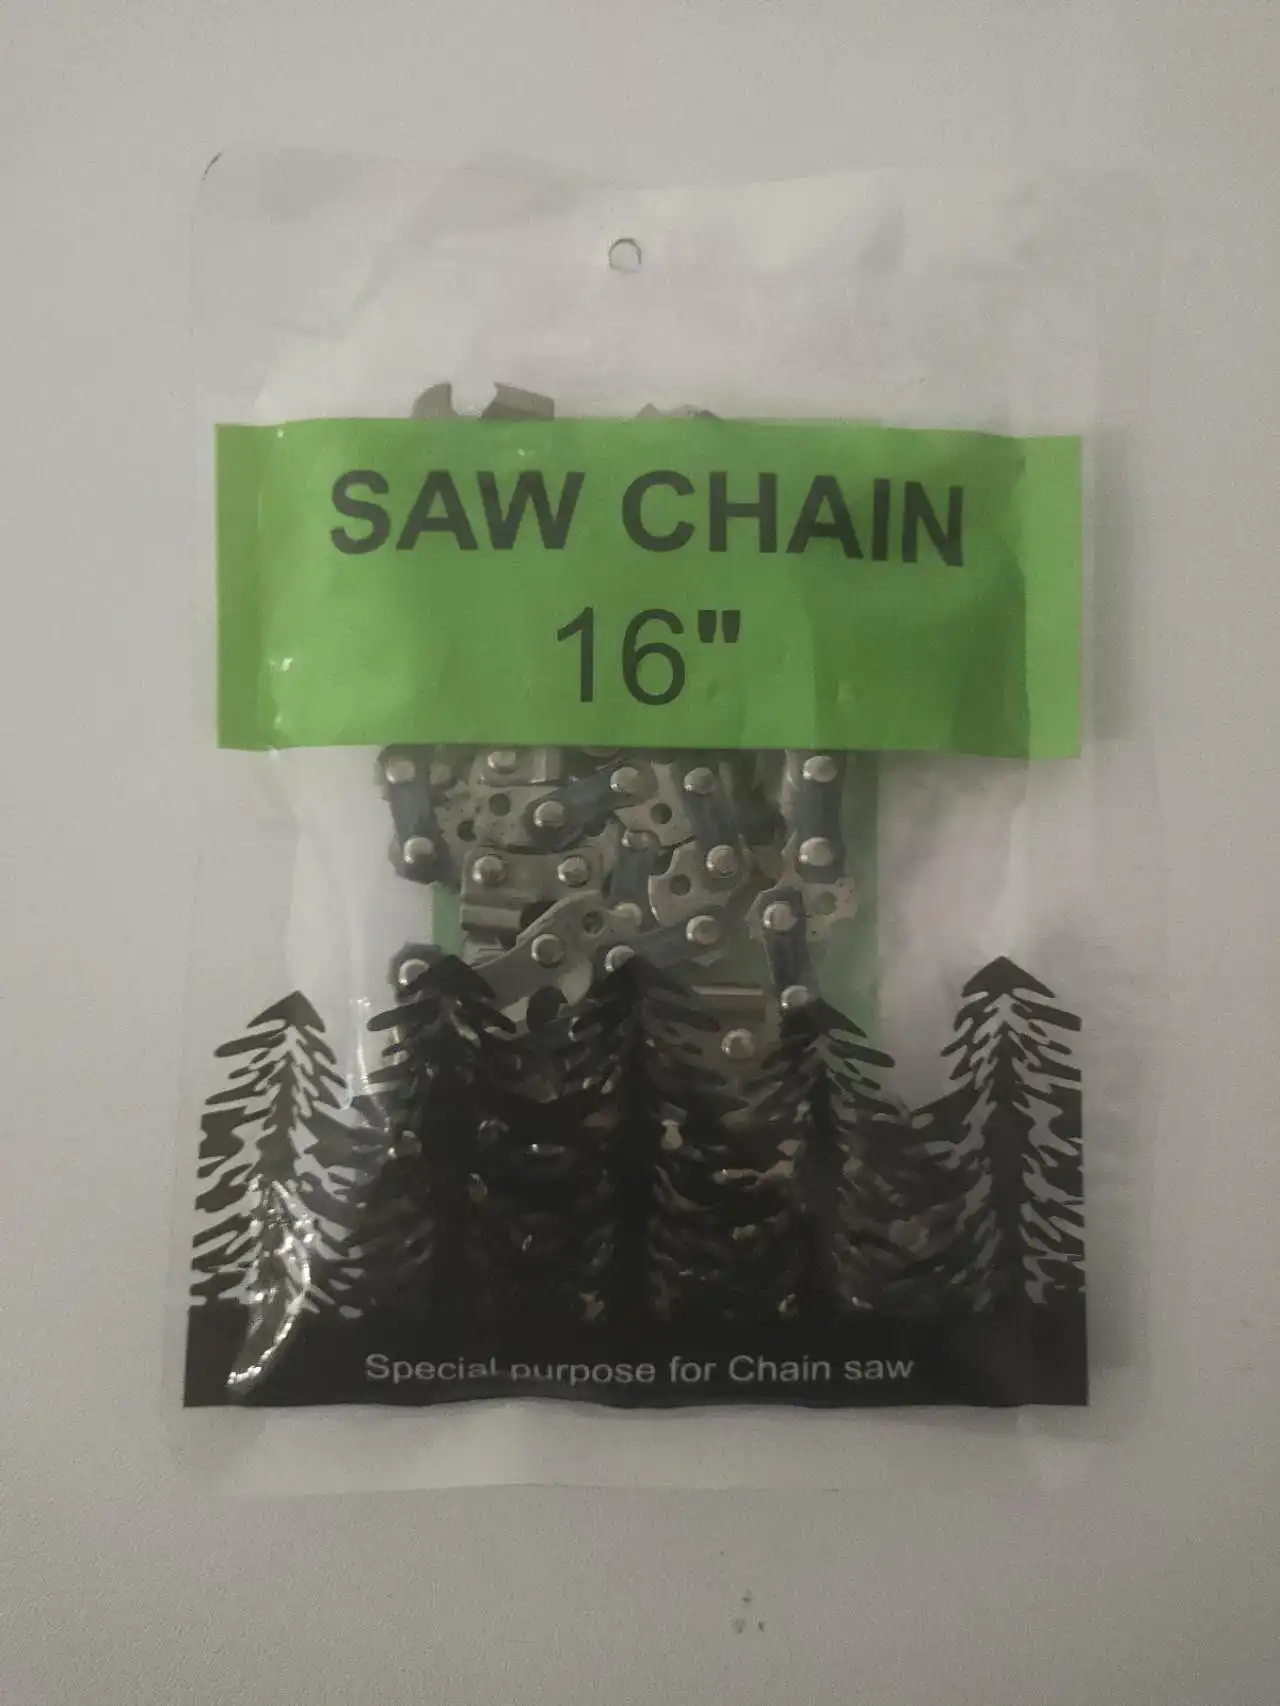 SAW CHAIN
16"
Special purpose for Chain saw